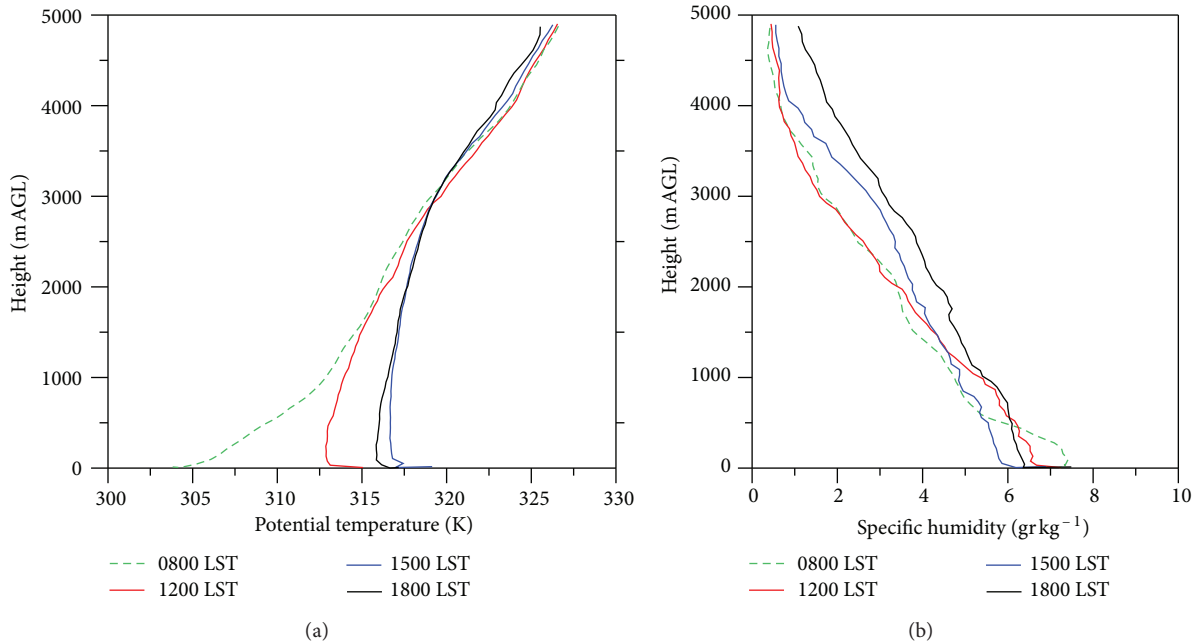 5000
4000
3000
2000
1000
0
Height (m AGL)
300 305 310 315 320 325 330
Potential temperature (K)
0800 LST
1200 LST
1500 LST
1800 LST
(a)
5000
4000
3000
2000
1000
0
Height (m AGL)
0 2 4 6 8 10
Specific humidity (gr kg⁻¹)
0800 LST
1200 LST
1500 LST
1800 LST
(b)